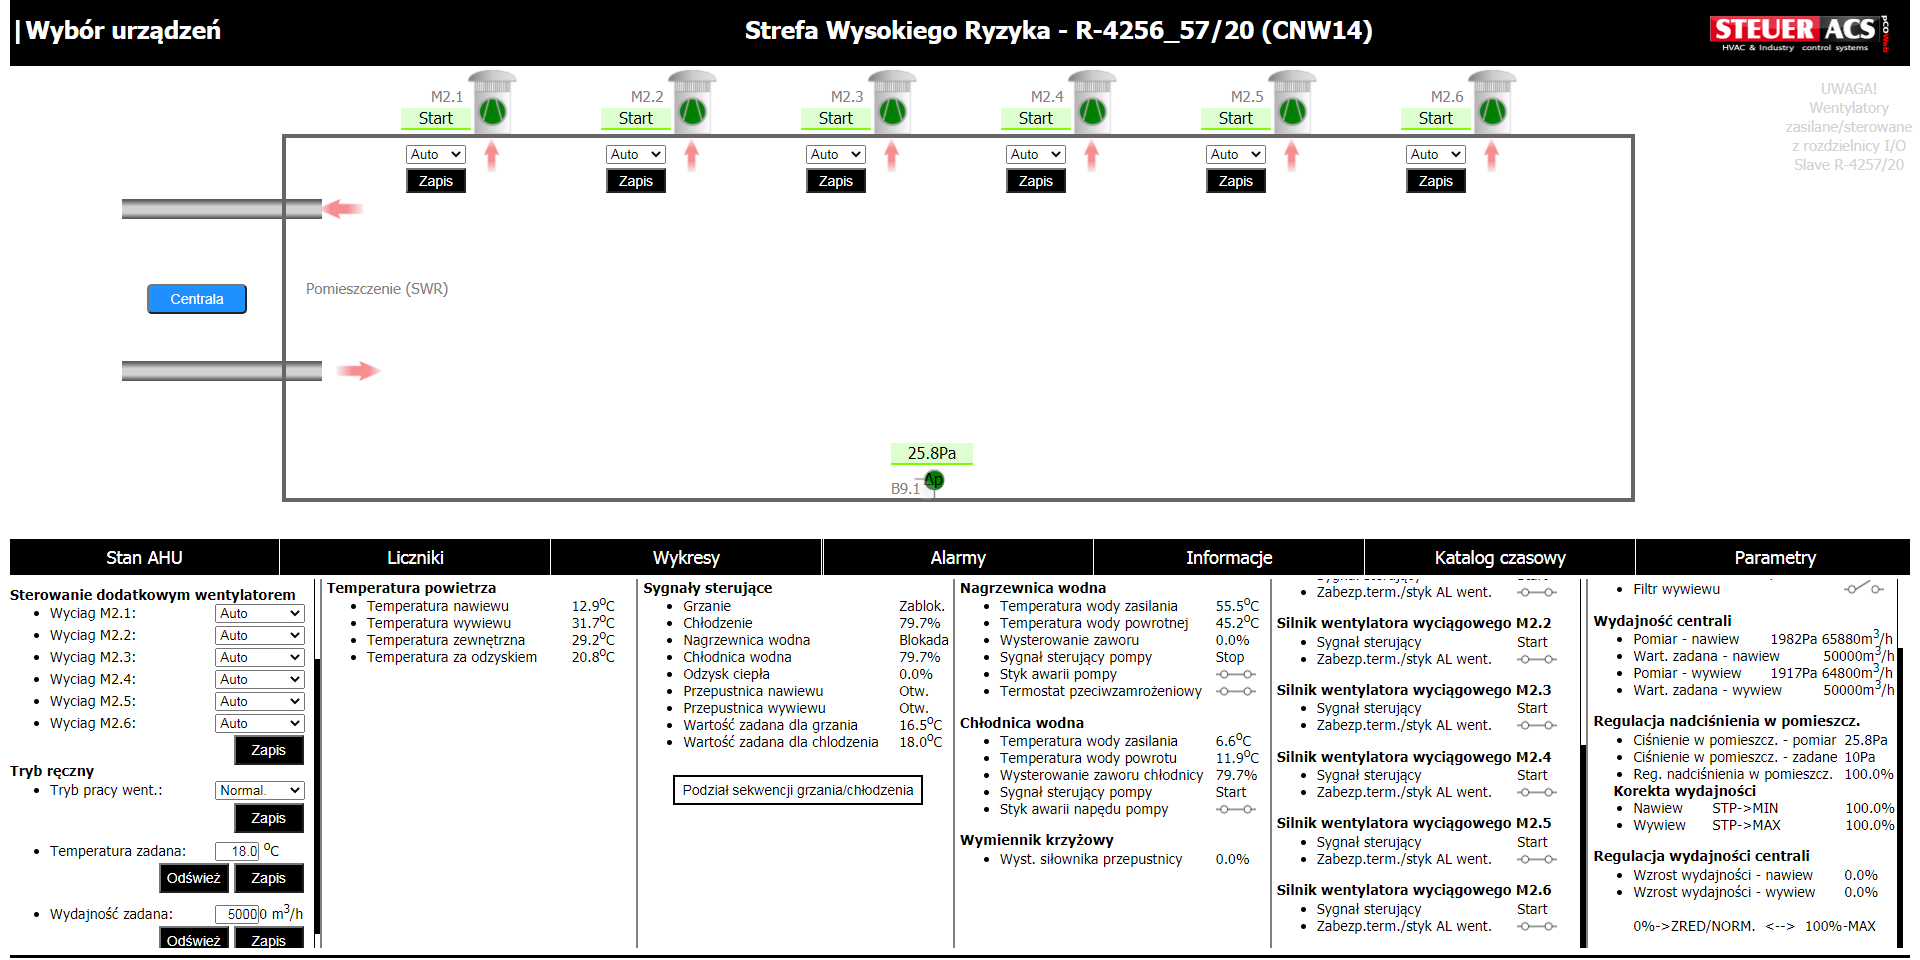 |Wybór urządzeń
Strefa Wysokiego Ryzyka - R-4256_57/20 (CNW14)
STEUER ACS pCOWeb
HVAC & Industry control systems
M2.1 M2.2 M2.3 M2.4 M2.5 M2.6
Start Start Start Start Start Start
Auto Auto Auto Auto Auto Auto
Zapis Zapis Zapis Zapis Zapis Zapis
UWAGA!
Wentylatory
zasilane/sterowane
z rozdzielnicy I/O
Slave R-4257/20
Centrala
Pomieszczenie (SWR)
25.8Pa
Δp
B9.1
Stan AHU Liczniki Wykresy Alarmy Informacje Katalog czasowy Parametry
Sterowanie dodatkowym wentylatorem
Wyciag M2.1: Auto
Wyciag M2.2: Auto
Wyciag M2.3: Auto
Wyciag M2.4: Auto
Wyciag M2.5: Auto
Wyciag M2.6: Auto
Zapis
Tryb ręczny
Tryb pracy went.: Normal.
Zapis
Temperatura zadana: 18.0 °C
Odśwież Zapis
Wydajność zadana: 50000 m³/h
Odśwież Zapis
Temperatura powietrza
Temperatura nawiewu 12.9°C
Temperatura wywiewu 31.7°C
Temperatura zewnętrzna 29.2°C
Temperatura za odzyskiem 20.8°C
Sygnały sterujące
Grzanie Zablok.
Chłodzenie 79.7%
Nagrzewnica wodna Blokada
Chłodnica wodna 79.7%
Odzysk ciepła 0.0%
Przepustnica nawiewu Otw.
Przepustnica wywiewu Otw.
Wartość zadana dla grzania 16.5°C
Wartość zadana dla chlodzenia 18.0°C
Podział sekwencji grzania/chłodzenia
Nagrzewnica wodna
Temperatura wody zasilania 55.5°C
Temperatura wody powrotnej 45.2°C
Wysterowanie zaworu 0.0%
Sygnał sterujący pompy Stop
Styk awarii pompy
Termostat pzeciwzamrożeniowy
Chłodnica wodna
Temperatura wody zasilania 6.6°C
Temperatura wody powrotu 11.9°C
Wysterowanie zaworu chłodnicy 79.7%
Sygnał sterujący pompy Start
Styk awarii napędu pompy
Wymiennik krzyżowy
Wyst. siłownika przepustnicy 0.0%
Sygnał sterujący Start
Zabezp.term./styk AL went.
Silnik wentylatora wyciągowego M2.2
Sygnał sterujący Start
Zabezp.term./styk AL went.
Silnik wentylatora wyciągowego M2.3
Sygnał sterujący Start
Zabezp.term./styk AL went.
Silnik wentylatora wyciągowego M2.4
Sygnał sterujący Start
Zabezp.term./styk AL went.
Silnik wentylatora wyciągowego M2.5
Sygnał sterujący Start
Zabezp.term./styk AL went.
Silnik wentylatora wyciągowego M2.6
Sygnał sterujący Start
Zabezp.term./styk AL went.
Filtr wywiewu
Wydajność centrali
Pomiar - nawiew 1982Pa 65880m³/h
Wart. zadana - nawiew 50000m³/h
Pomiar - wywiew 1917Pa 64800m³/h
Wart. zadana - wywiew 50000m³/h
Regulacja nadciśnienia w pomieszcz.
Ciśnienie w pomieszcz. - pomiar 25.8Pa
Ciśnienie w pomieszcz. - zadane 10Pa
Reg. nadciśnienia w pomieszcz. 100.0%
Korekta wydajności
Nawiew STP->MIN 100.0%
Wywiew STP->MAX 100.0%
Regulacja wydajności centrali
Wzrost wydajności - nawiew 0.0%
Wzrost wydajności - wywiew 0.0%
0%->ZRED/NORM. <--> 100%-MAX